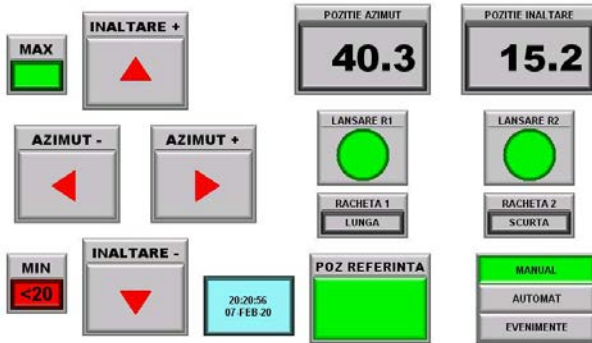 INALTARE +
MAX
POZITIE AZIMUT
40.3
POZITIE INALTARE
15.2
AZIMUT -
AZIMUT +
LANSARE R1
LANSARE R2
RACHETA 1
LUNGA
RACHETA 2
SCURTA
INALTARE -
MIN
<20
20:20:56
07-FEB-20
POZ REFERINTA
MANUAL
AUTOMAT
EVENIMENTE